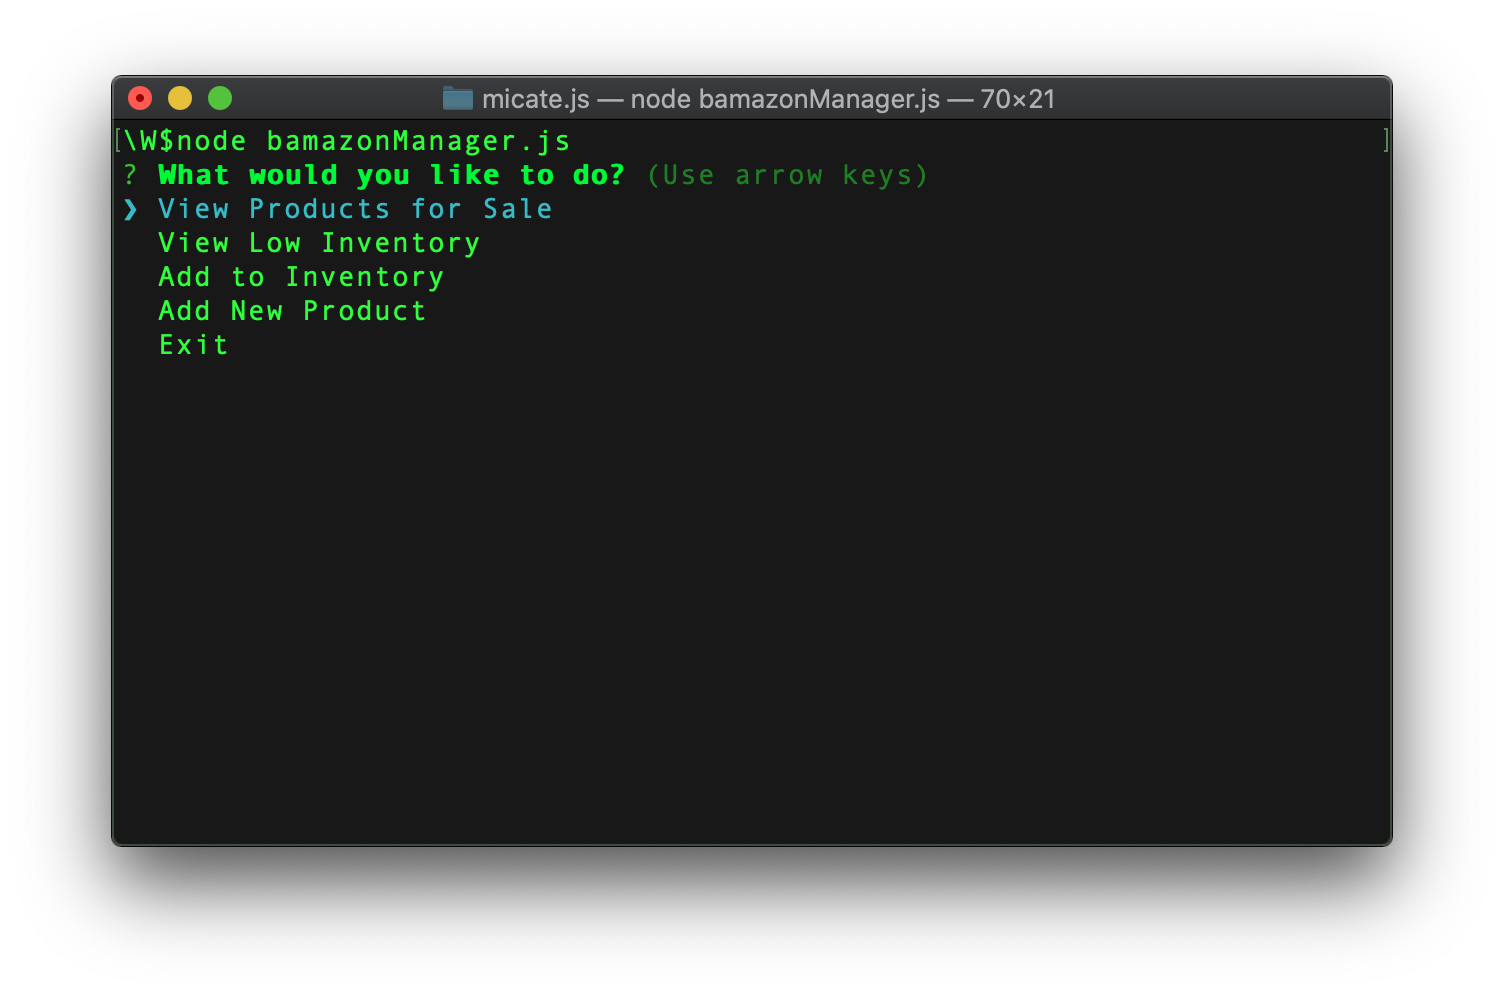 micate.js — node bamazonManager.js — 70×21
[\W$node bamazonManager.js ]
? What would you like to do? (Use arrow keys)
❯ View Products for Sale
View Low Inventory
Add to Inventory
Add New Product
Exit